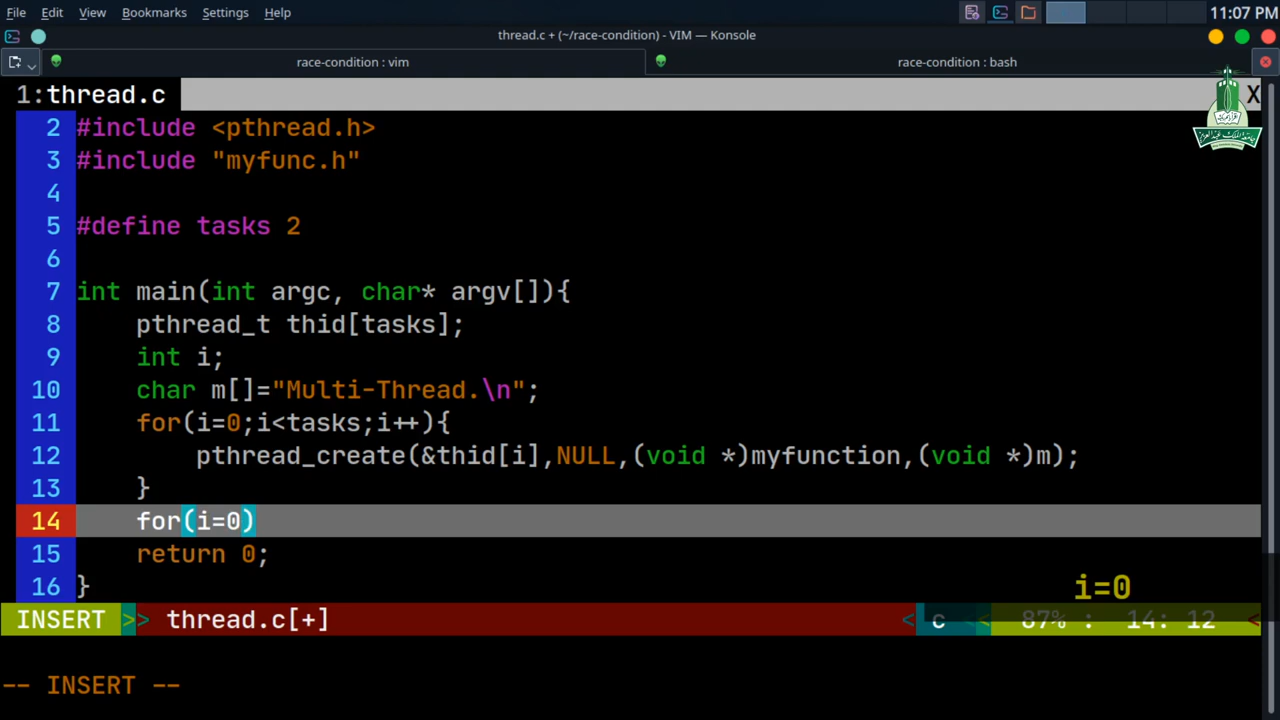 File Edit View Bookmarks Settings Help 11:07 PM
thread.c + (~/race-condition) - VIM — Konsole
race-condition : vim race-condition : bash
1:thread.c X
2 #include <pthread.h>
3 #include "myfunc.h"
4
5 #define tasks 2
6
7 int main(int argc, char* argv[]){
8 pthread_t thid[tasks];
9 int i;
10 char m[]="Multi-Thread.\n";
11 for(i=0;i<tasks;i++){
12 pthread_create(&thid[i],NULL,(void *)myfunction,(void *)m);
13 }
14 for(i=0)
15 return 0;
16 }
i=0
INSERT >> thread.c[+] < c < 87% : 14: 12 <
-- INSERT --